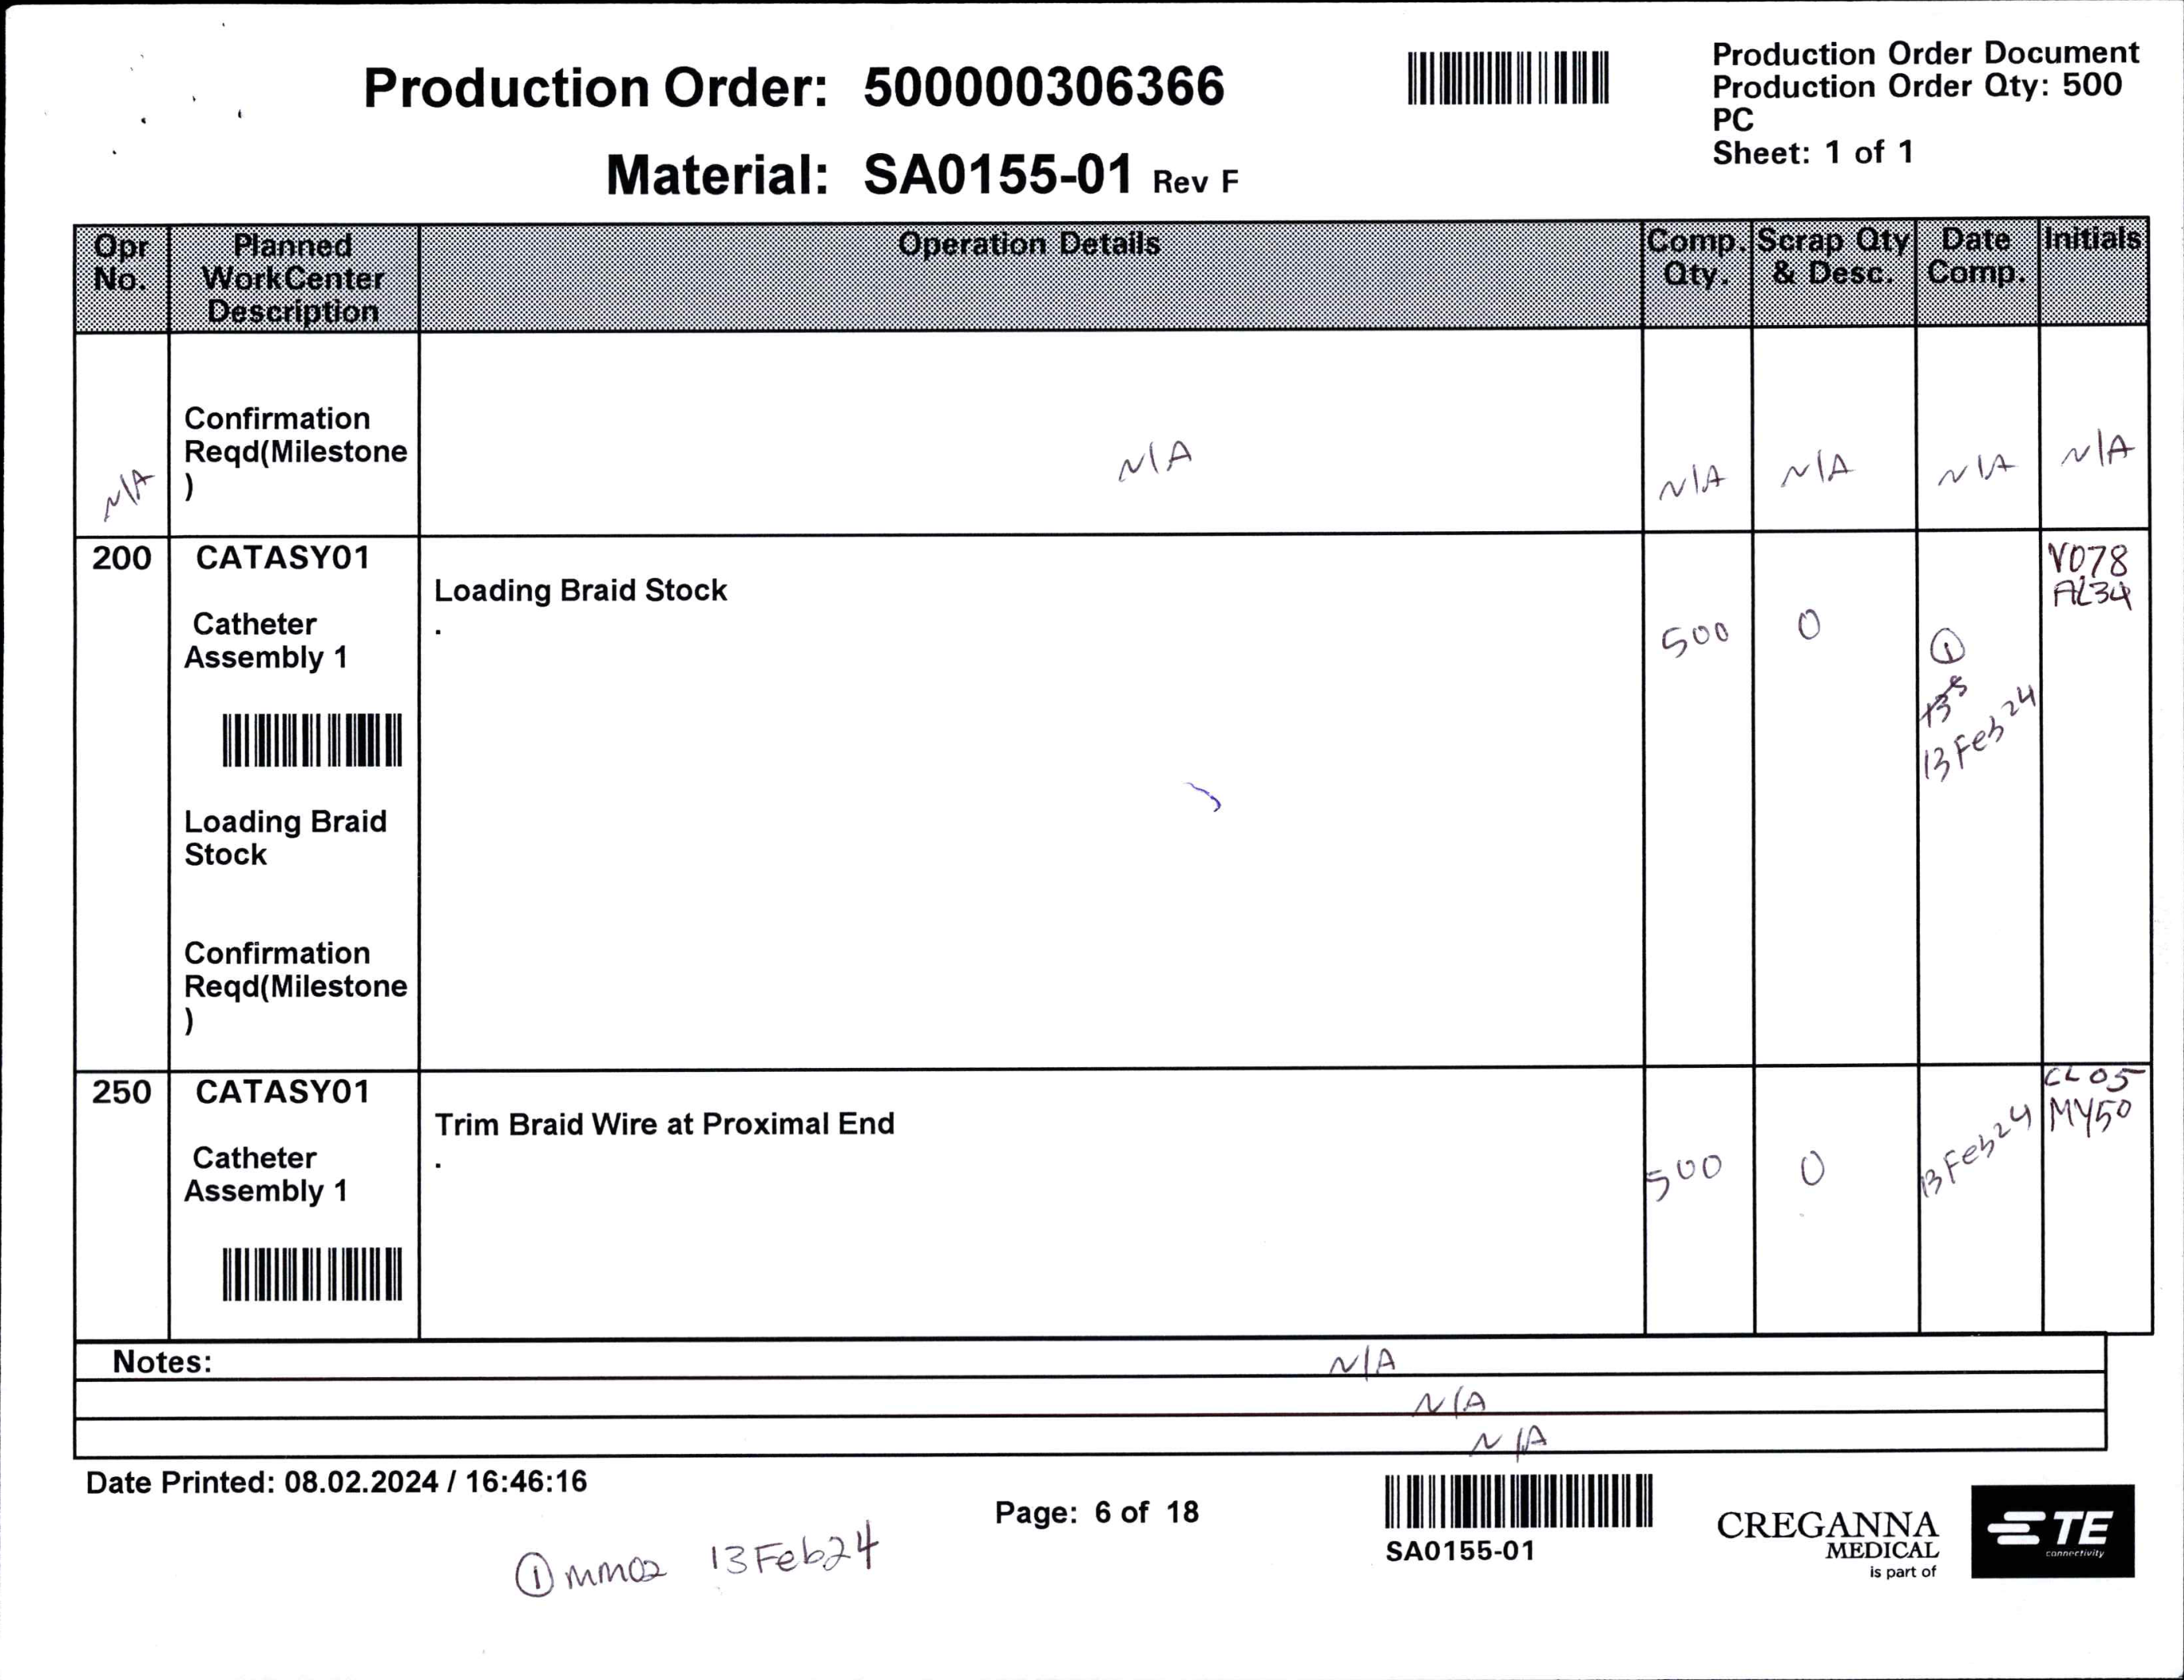 Production Order: 500000306366
Production Order Document
Production Order Qty: 500
PC
Sheet: 1 of 1
Material: SA0155-01 Rev F
Opr No.
Planned WorkCenter Description
Operation Details
Comp. Qty.
Scrap Qty & Desc.
Date Comp.
Initials
N/A
Confirmation
Reqd(Milestone
)
N/A
N/A
N/A
N/A
N/A
200
CATASY01
Catheter
Assembly 1
Loading Braid
Stock
Confirmation
Reqd(Milestone
)
Loading Braid Stock
.
500
0
①
13 Feb 24
V078
AL34
250
CATASY01
Catheter
Assembly 1
Trim Braid Wire at Proximal End
.
500
0
13 Feb 24
CL05
MY50
Notes:
N/A
N/A
N/A
Date Printed: 08.02.2024 / 16:46:16
① mm02 13Feb24
Page: 6 of 18
SA0155-01
CREGANNA
MEDICAL
is part of
TE
connectivity